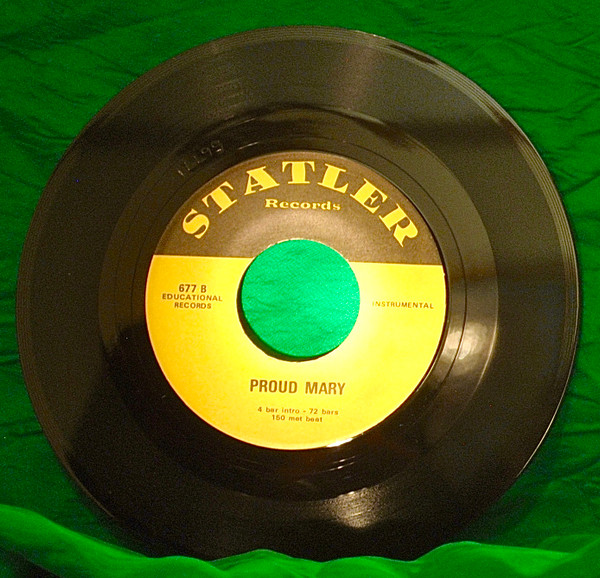 STATLER
Records
677 B
EDUCATIONAL
RECORDS
INSTRUMENTAL
PROUD MARY
4 bar intro - 72 bars
160 met beat